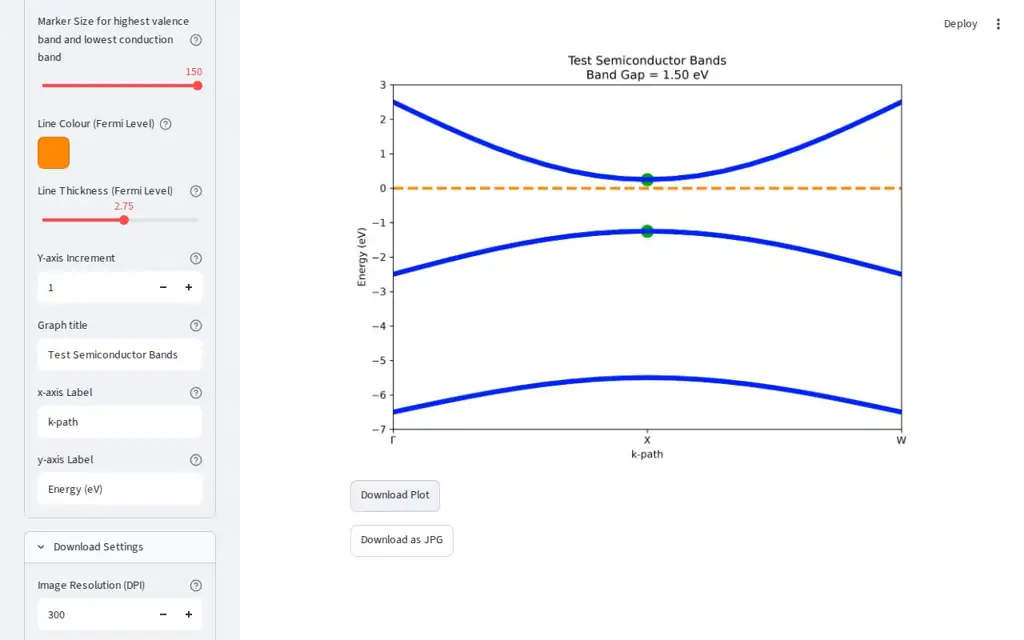 Marker Size for highest valence
band and lowest conduction
band
150
Line Colour (Fermi Level)
Line Thickness (Fermi Level)
2.75
Y-axis Increment
1
Graph title
Test Semiconductor Bands
x-axis Label
k-path
y-axis Label
Energy (eV)
Download Settings
Image Resolution (DPI)
300
Deploy
Test Semiconductor Bands
Band Gap = 1.50 eV
3
2
1
0
−1
−2
−3
−4
−5
−6
−7
Energy (eV)
Γ X W
k-path
Download Plot
Download as JPG